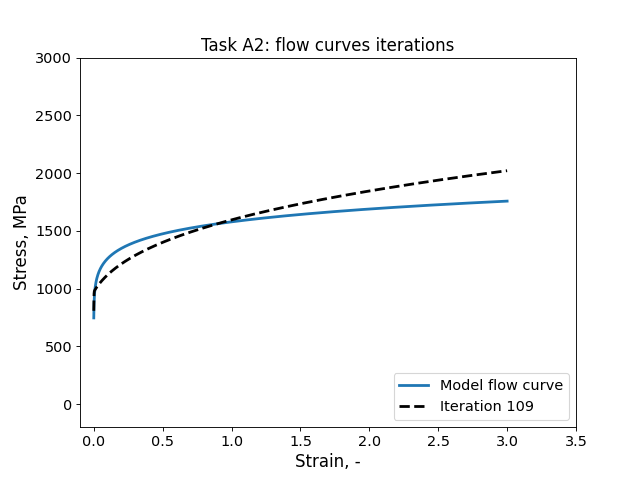 Task A2: flow curves iterations
3000
2500
2000
1500
1000
500
0
Stress, MPa
0.0 0.5 1.0 1.5 2.0 2.5 3.0 3.5
Strain, -
Model flow curve
Iteration 109